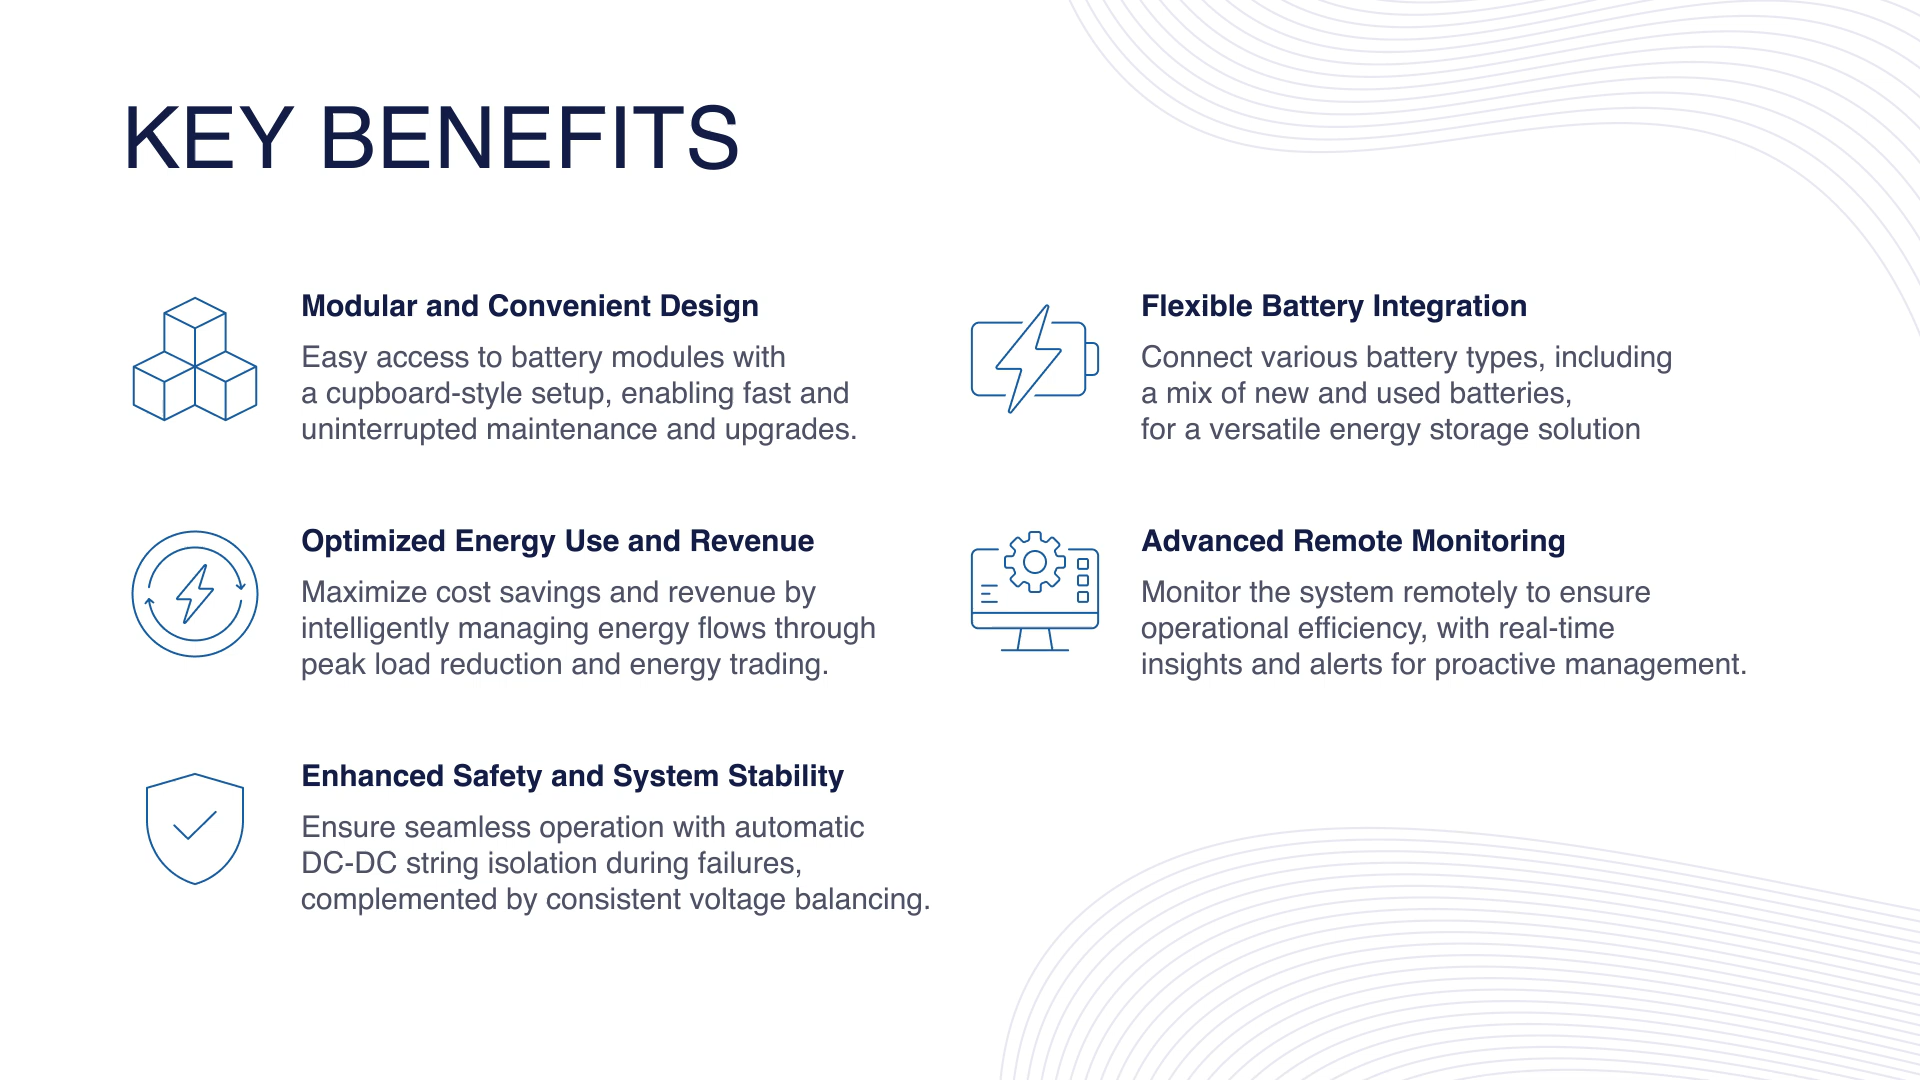 KEY BENEFITS
Modular and Convenient Design
Easy access to battery modules with
a cupboard-style setup, enabling fast and
uninterrupted maintenance and upgrades.
Flexible Battery Integration
Connect various battery types, including
a mix of new and used batteries,
for a versatile energy storage solution
Optimized Energy Use and Revenue
Maximize cost savings and revenue by
intelligently managing energy flows through
peak load reduction and energy trading.
Advanced Remote Monitoring
Monitor the system remotely to ensure
operational efficiency, with real-time
insights and alerts for proactive management.
Enhanced Safety and System Stability
Ensure seamless operation with automatic
DC-DC string isolation during failures,
complemented by consistent voltage balancing.